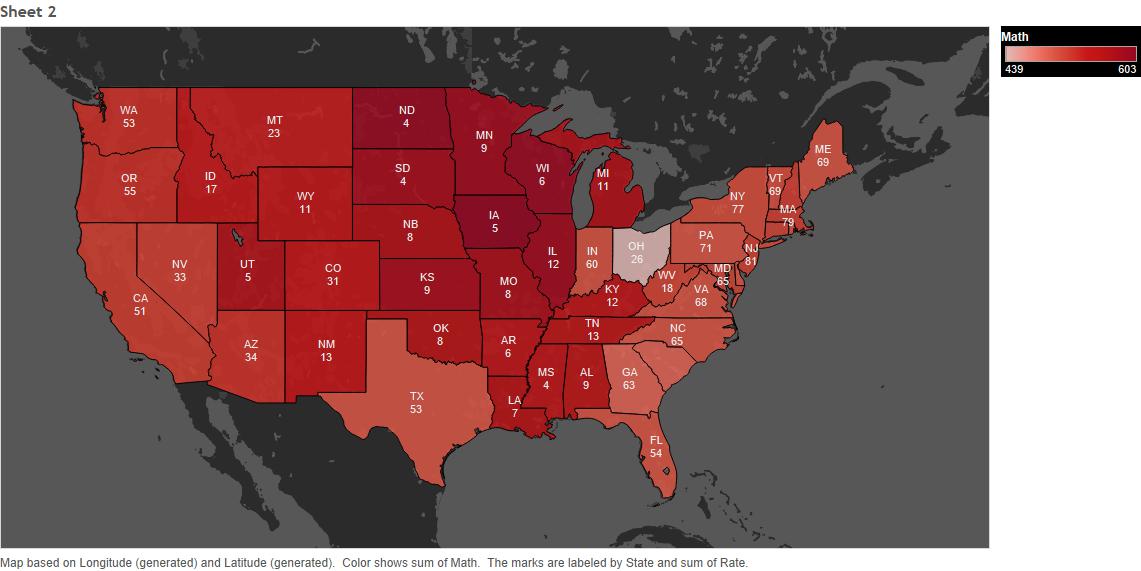 Sheet 2
Math
439 603
WA
53
MT
23
ND
4
MN
9
OR
55
ID
17
WY
11
SD
4
WI
6
MI
11
ME
69
VT
69
NY
77
MA
79
NV
33
UT
5
CO
31
NB
8
IA
5
IL
12
IN
60
OH
26
PA
71
NJ
81
MD
65
WV
18
VA
68
CA
51
KS
9
MO
8
KY
12
AZ
34
NM
13
OK
8
AR
6
TN
13
NC
65
TX
53
LA
7
MS
4
AL
9
GA
63
FL
54
Map based on Longitude (generated) and Latitude (generated).  Color shows sum of Math.  The marks are labeled by State and sum of Rate.